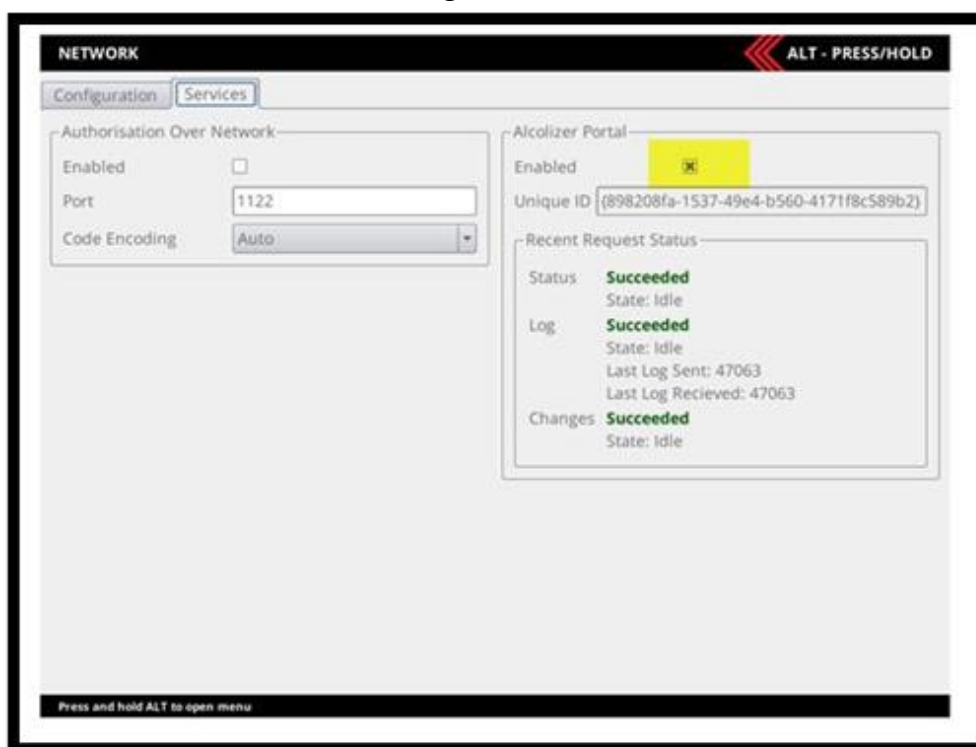 NETWORK
ALT - PRESS/HOLD
Configuration
Services
Authorisation Over Network
Enabled
Port
1122
Code Encoding
Auto
Alcolizer Portal
Enabled
Unique ID {898208fa-1537-49e4-b560-4171f8c589b2}
Recent Request Status
Status Succeeded
State: Idle
Log Succeeded
State: Idle
Last Log Sent: 47063
Last Log Recieved: 47063
Changes Succeeded
State: Idle
Press and hold ALT to open menu